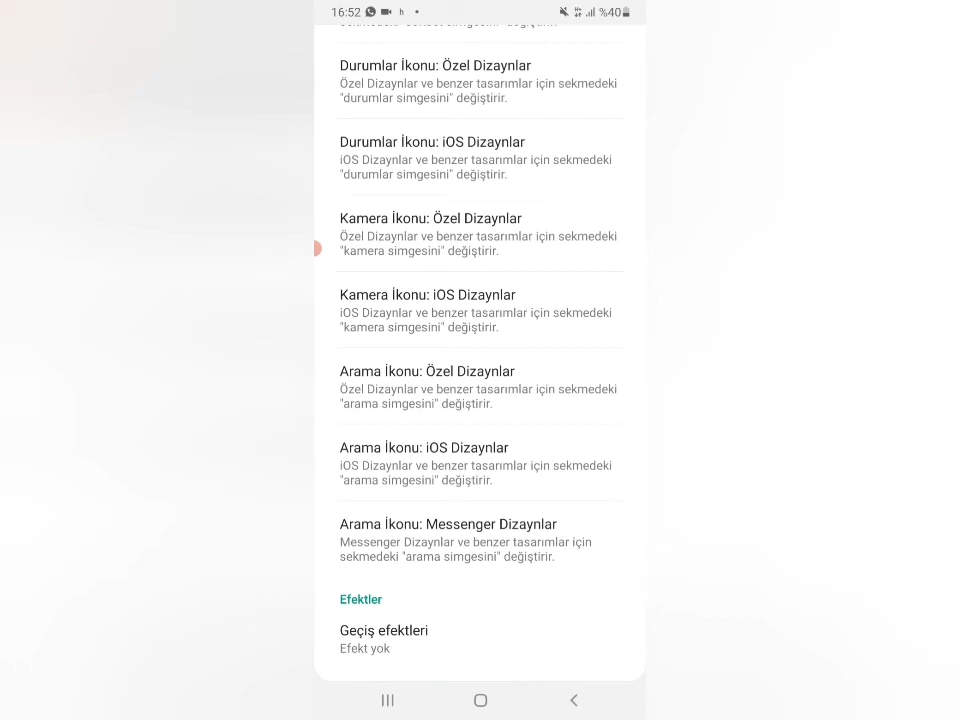 16:52 h %40
Durumlar İkonu: Özel Dizaynlar
Özel Dizaynlar ve benzer tasarımlar için sekmedeki
"durumlar simgesini" değiştirir.
Durumlar İkonu: iOS Dizaynlar
iOS Dizaynlar ve benzer tasarımlar için sekmedeki
"durumlar simgesini" değiştirir.
Kamera İkonu: Özel Dizaynlar
Özel Dizaynlar ve benzer tasarımlar için sekmedeki
"kamera simgesini" değiştirir.
Kamera İkonu: iOS Dizaynlar
iOS Dizaynlar ve benzer tasarımlar için sekmedeki
"kamera simgesini" değiştirir.
Arama İkonu: Özel Dizaynlar
Özel Dizaynlar ve benzer tasarımlar için sekmedeki
"arama simgesini" değiştirir.
Arama İkonu: iOS Dizaynlar
iOS Dizaynlar ve benzer tasarımlar için sekmedeki
"arama simgesini" değiştirir.
Arama İkonu: Messenger Dizaynlar
Messenger Dizaynlar ve benzer tasarımlar için
sekmedeki "arama simgesini" değiştirir.
Efektler
Geçiş efektleri
Efekt yok